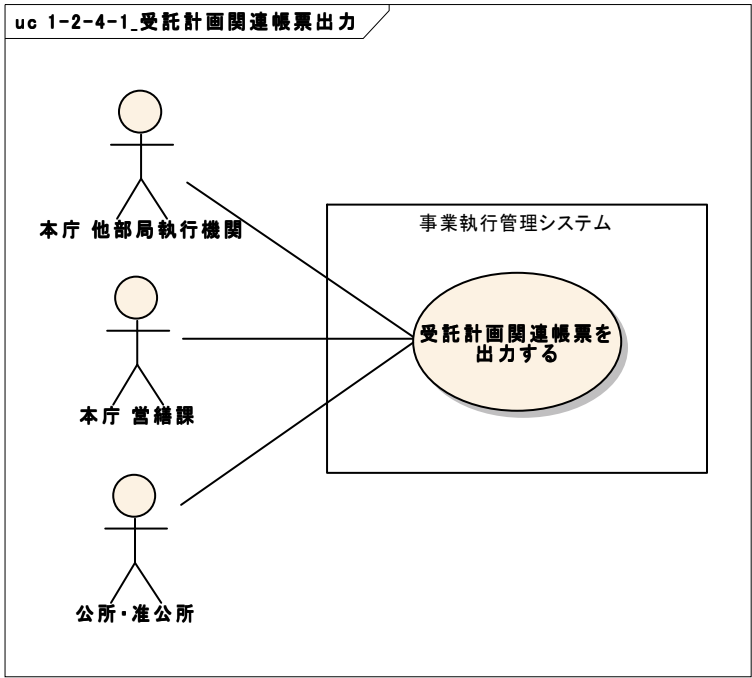 uc 1-2-4-1_受託計画関連帳票出力
本庁 他部局執行機関
事業執行管理システム
受託計画関連帳票を
出力する
本庁 営繕課
公所・准公所